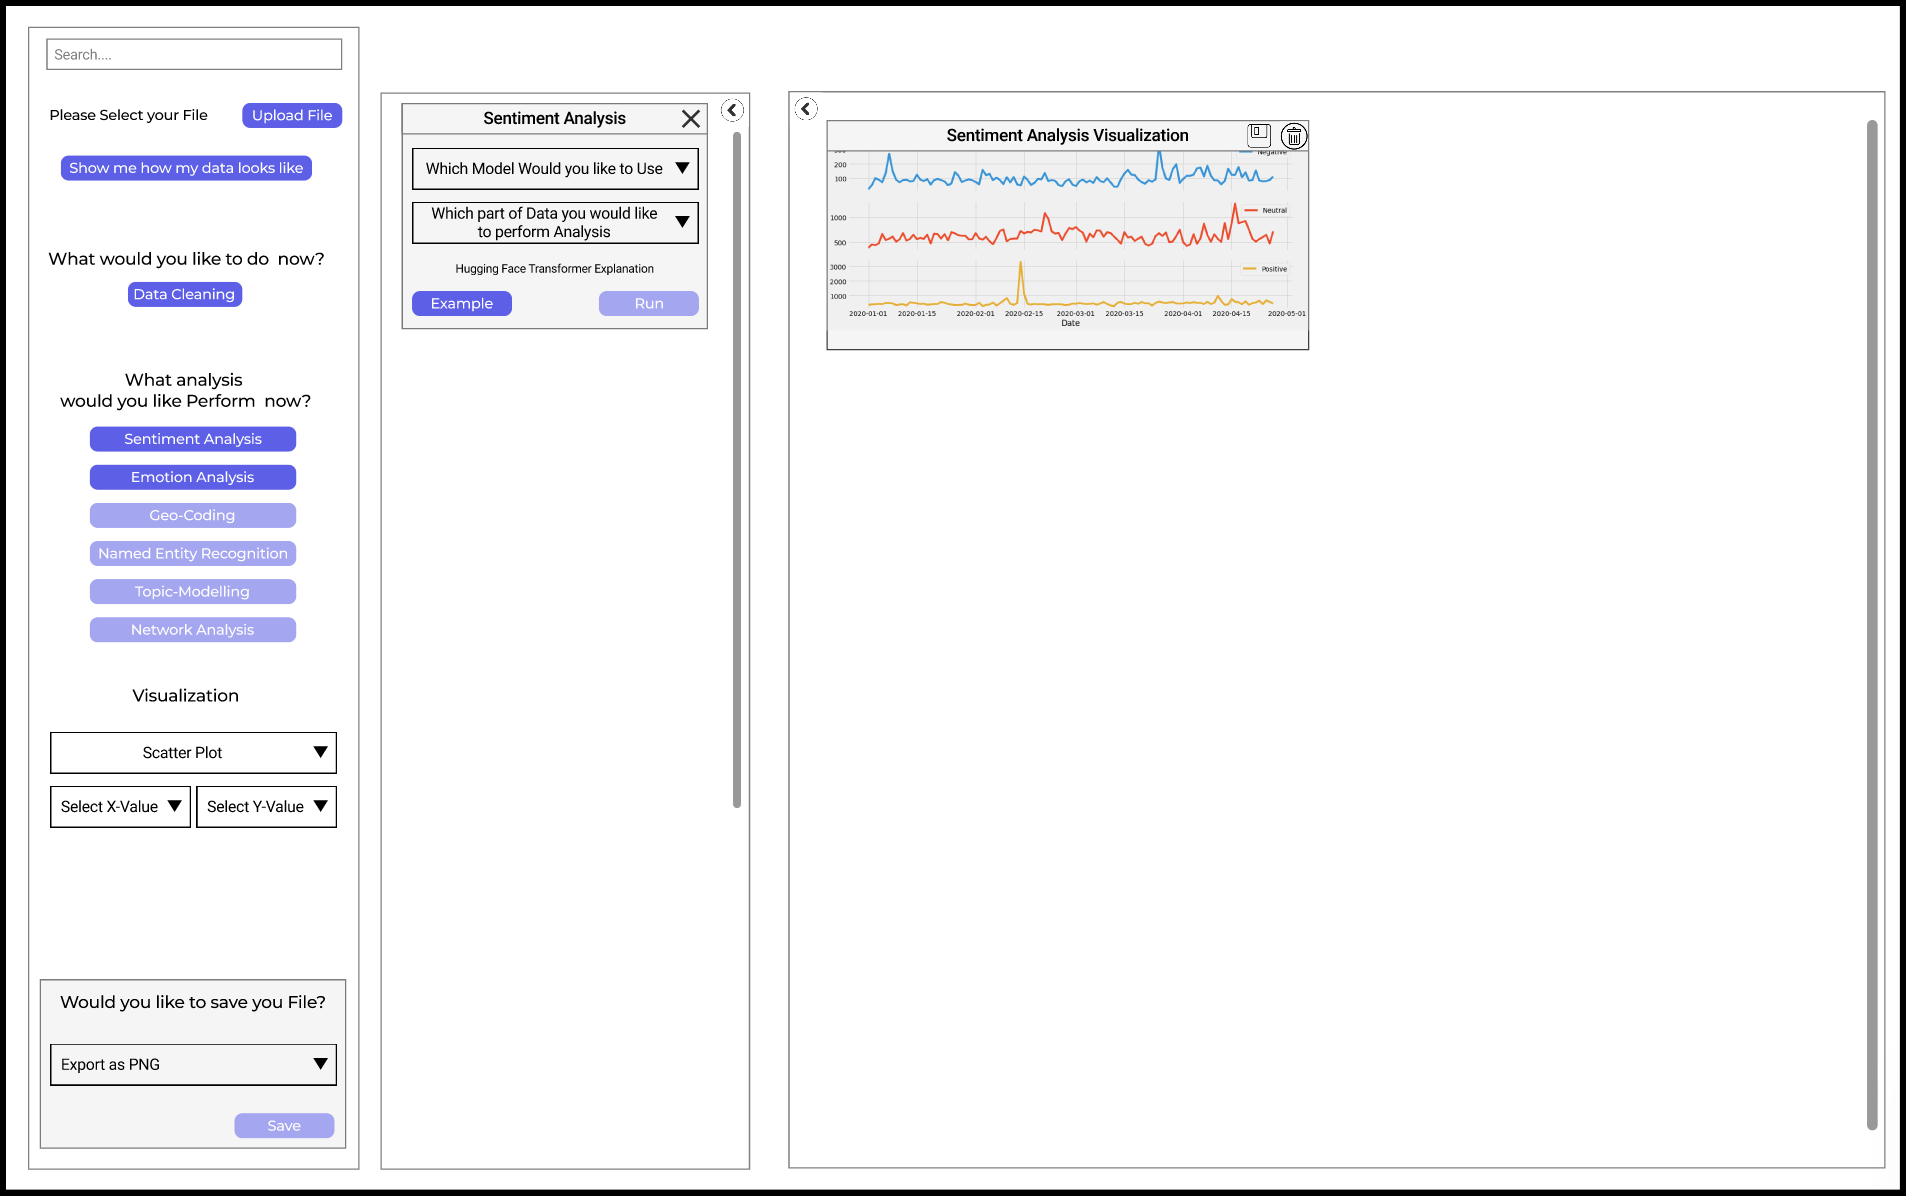 Search....
Please Select your File
Upload File
Show me how my data looks like
What would you like to do now?
Data Cleaning
What analysis
would you like Perform now?
Sentiment Analysis
Emotion Analysis
Geo-Coding
Named Entity Recognition
Topic-Modelling
Network Analysis
Visualization
Scatter Plot
Select X-Value
Select Y-Value
Would you like to save you File?
Export as PNG
Save
Sentiment Analysis
Which Model Would you like to Use
Which part of Data you would like
to perform Analysis
Hugging Face Transformer Explanation
Example
Run
Sentiment Analysis Visualization
Negative
200
100
Neutral
1000
500
Positive
3000
2000
1000
2020-01-01 2020-01-15 2020-02-01 2020-02-15 2020-03-01 2020-03-15 2020-04-01 2020-04-15 2020-05-01
Date